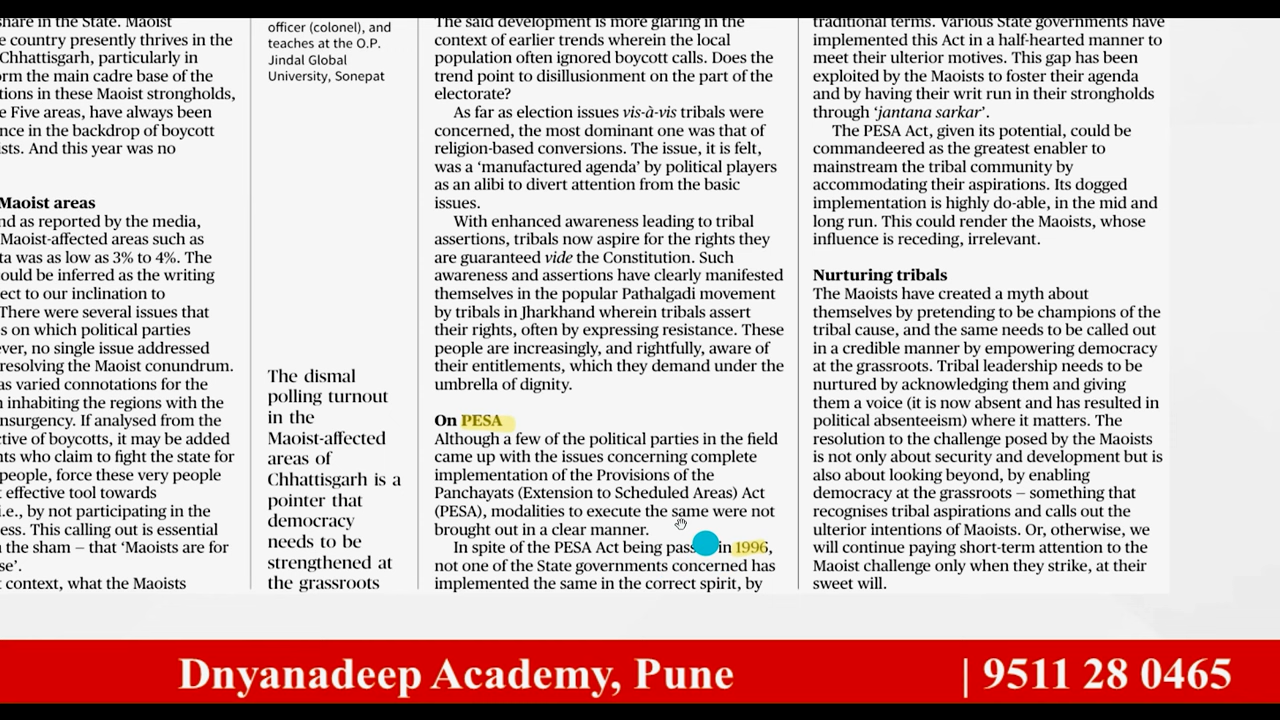 share in the State. Maoist
e country presently thrives in the
Chhattisgarh, particularly in
orm the main cadre base of the
tions in these Maoist strongholds,
e Five areas, have always been
nce in the backdrop of boycott
ists. And this year was no
Maoist areas
nd as reported by the media,
Maoist-affected areas such as
ta was as low as 3% to 4%. The
ould be inferred as the writing
ect to our inclination to
There were several issues that
s on which political parties
ever, no single issue addressed
resolving the Maoist conundrum.
as varied connotations for the
n inhabiting the regions with the
insurgency. If analysed from the
ctive of boycotts, it may be added
nts who claim to fight the state for
people, force these very people
t effective tool towards
i.e., by not participating in the
ess. This calling out is essential
n the sham – that ‘Maoists are for
se’.
t context, what the Maoists
officer (colonel), and
teaches at the O.P.
Jindal Global
University, Sonepat
The dismal
polling turnout
in the
Maoist-affected
areas of
Chhattisgarh is a
pointer that
democracy
needs to be
strengthened at
the grassroots
The said development is more glaring in the
context of earlier trends wherein the local
population often ignored boycott calls. Does the
trend point to disillusionment on the part of the
electorate?
As far as election issues vis-à-vis tribals were
concerned, the most dominant one was that of
religion-based conversions. The issue, it is felt,
was a ‘manufactured agenda’ by political players
as an alibi to divert attention from the basic
issues.
With enhanced awareness leading to tribal
assertions, tribals now aspire for the rights they
are guaranteed vide the Constitution. Such
awareness and assertions have clearly manifested
themselves in the popular Pathalgadi movement
by tribals in Jharkhand wherein tribals assert
their rights, often by expressing resistance. These
people are increasingly, and rightfully, aware of
their entitlements, which they demand under the
umbrella of dignity.
On PESA
Although a few of the political parties in the field
came up with the issues concerning complete
implementation of the Provisions of the
Panchayats (Extension to Scheduled Areas) Act
(PESA), modalities to execute the same were not
brought out in a clear manner.
In spite of the PESA Act being pass in 1996,
not one of the State governments concerned has
implemented the same in the correct spirit, by
traditional terms. Various State governments have
implemented this Act in a half-hearted manner to
meet their ulterior motives. This gap has been
exploited by the Maoists to foster their agenda
and by having their writ run in their strongholds
through ‘jantana sarkar’.
The PESA Act, given its potential, could be
commandeered as the greatest enabler to
mainstream the tribal community by
accommodating their aspirations. Its dogged
implementation is highly do-able, in the mid and
long run. This could render the Maoists, whose
influence is receding, irrelevant.
Nurturing tribals
The Maoists have created a myth about
themselves by pretending to be champions of the
tribal cause, and the same needs to be called out
in a credible manner by empowering democracy
at the grassroots. Tribal leadership needs to be
nurtured by acknowledging them and giving
them a voice (it is now absent and has resulted in
political absenteeism) where it matters. The
resolution to the challenge posed by the Maoists
is not only about security and development but is
also about looking beyond, by enabling
democracy at the grassroots – something that
recognises tribal aspirations and calls out the
ulterior intentions of Maoists. Or, otherwise, we
will continue paying short-term attention to the
Maoist challenge only when they strike, at their
sweet will.
Dnyanadeep Academy, Pune | 9511 28 0465